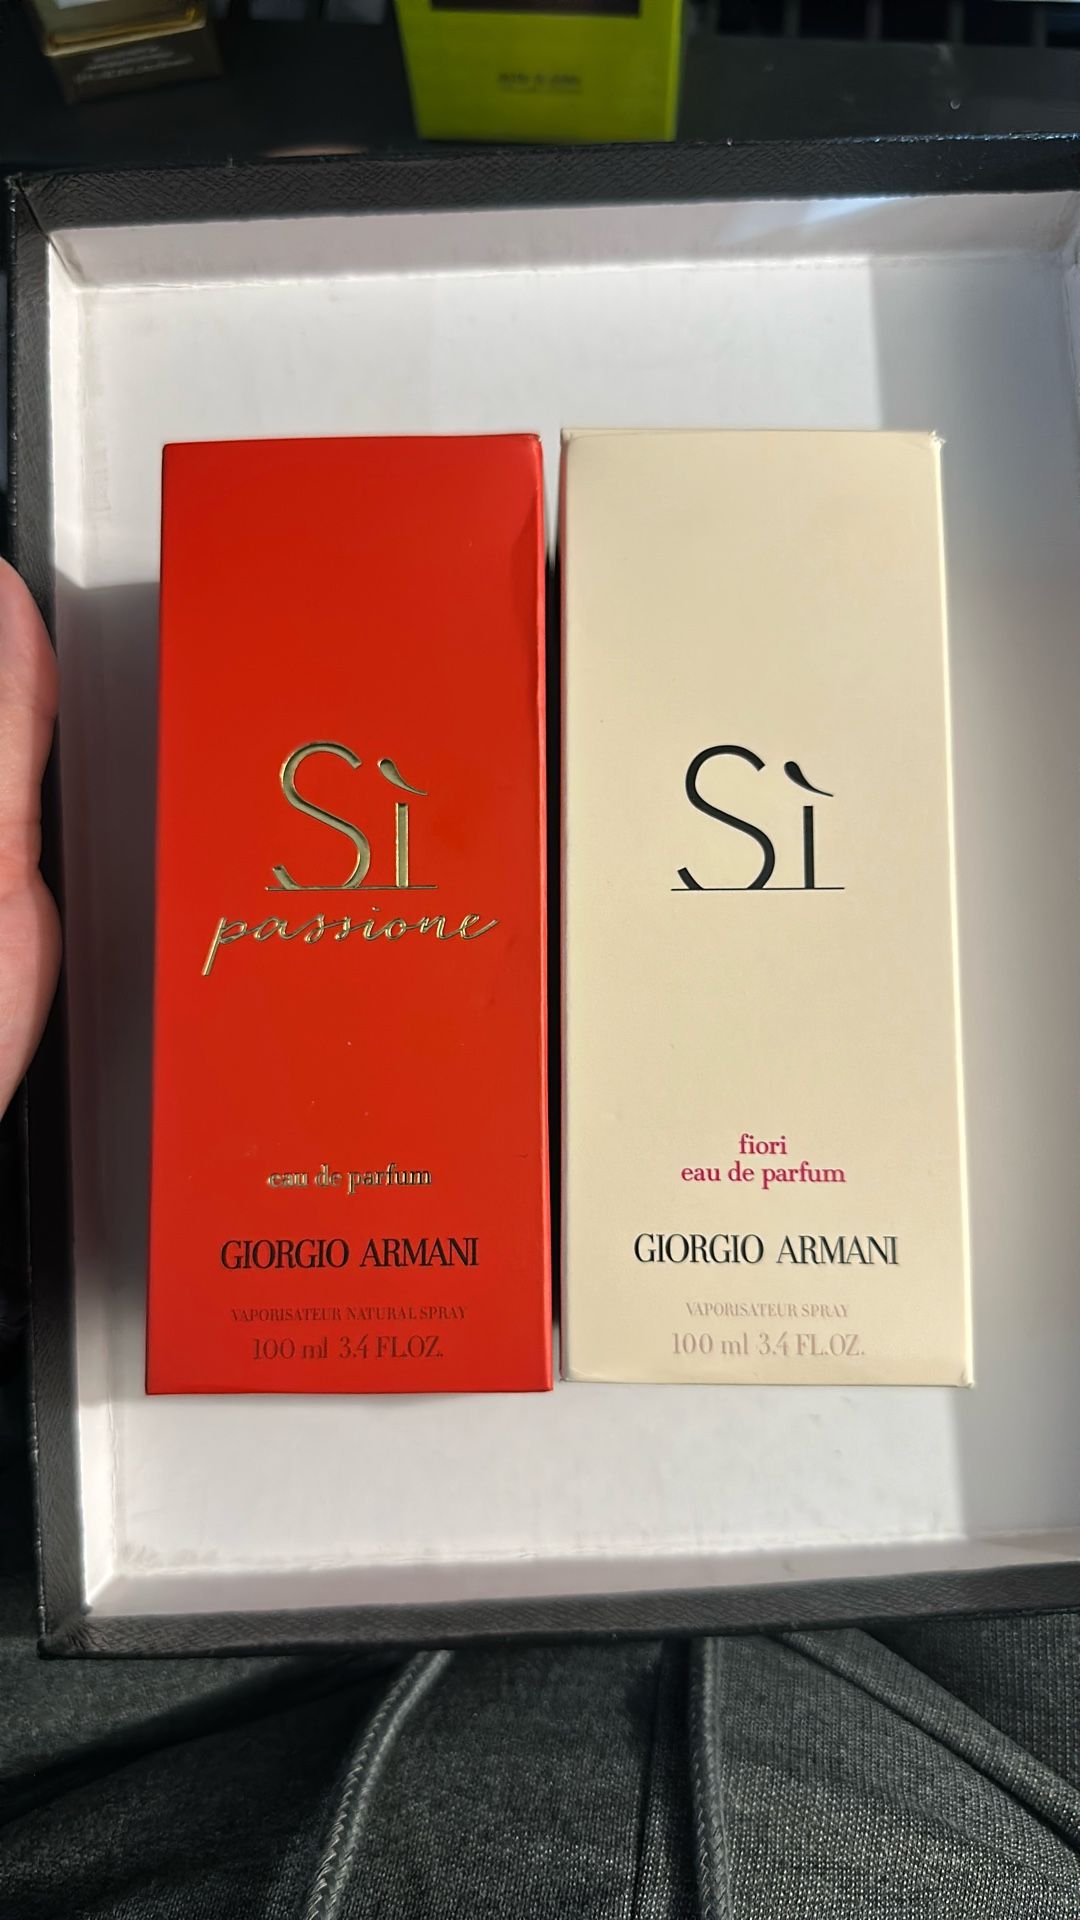 Sì
passione
eau de parfum
GIORGIO ARMANI
VAPORISATEUR NATURAL SPRAY
100 ml 3.4 FL.OZ.
Sì
fiori
eau de parfum
GIORGIO ARMANI
VAPORISATEUR SPRAY
100 ml 3.4 FL.OZ.